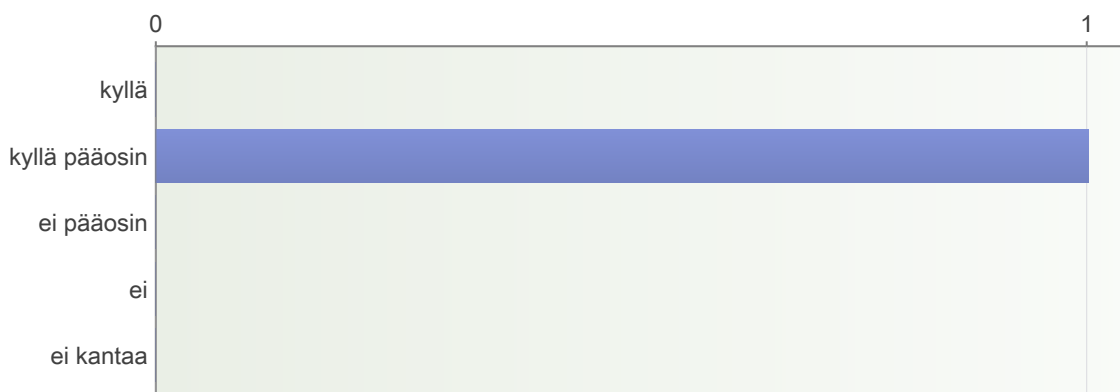 0 1
kyllä
kyllä pääosin
ei pääosin
ei
ei kantaa